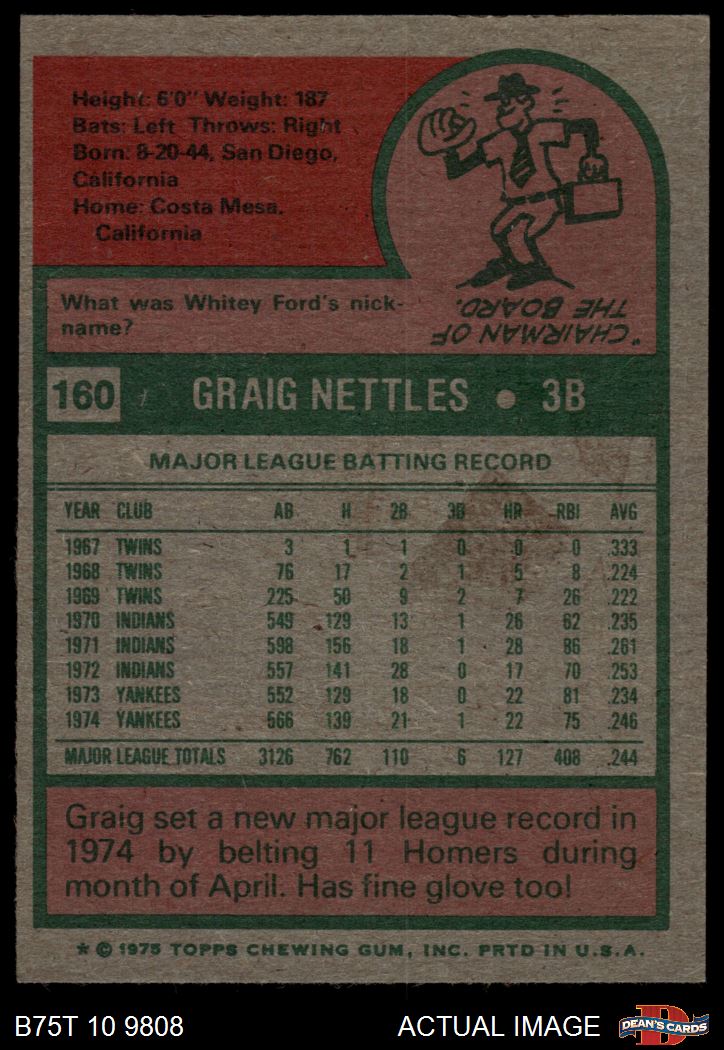 Height: 6'0" Weight: 187
Bats: Left Throws: Right
Born: 8-20-44, San Diego,
California
Home: Costa Mesa,
California
What was Whitey Ford's nick-
name?
"CHAIRMAN OF
THE BOARD.
160 GRAIG NETTLES • 3B
MAJOR LEAGUE BATTING RECORD
YEAR CLUB AB H 2B 3B HR RBI AVG
1967 TWINS 3 1 1 0 0 0 .333
1968 TWINS 76 17 2 1 5 8 .224
1969 TWINS 225 50 9 2 7 26 .222
1970 INDIANS 549 129 13 1 26 62 .235
1971 INDIANS 598 156 18 1 28 86 .261
1972 INDIANS 557 141 28 0 17 70 .253
1973 YANKEES 552 129 18 0 22 81 .234
1974 YANKEES 566 139 21 1 22 75 .246
MAJOR LEAGUE TOTALS 3126 762 110 6 127 408 .244
Graig set a new major league record in
1974 by belting 11 Homers during
month of April. Has fine glove too!
* © 1975 TOPPS CHEWING GUM, INC. PRTD IN U.S.A.
B75T 10 9808 ACTUAL IMAGE D DEAN'S CARDS